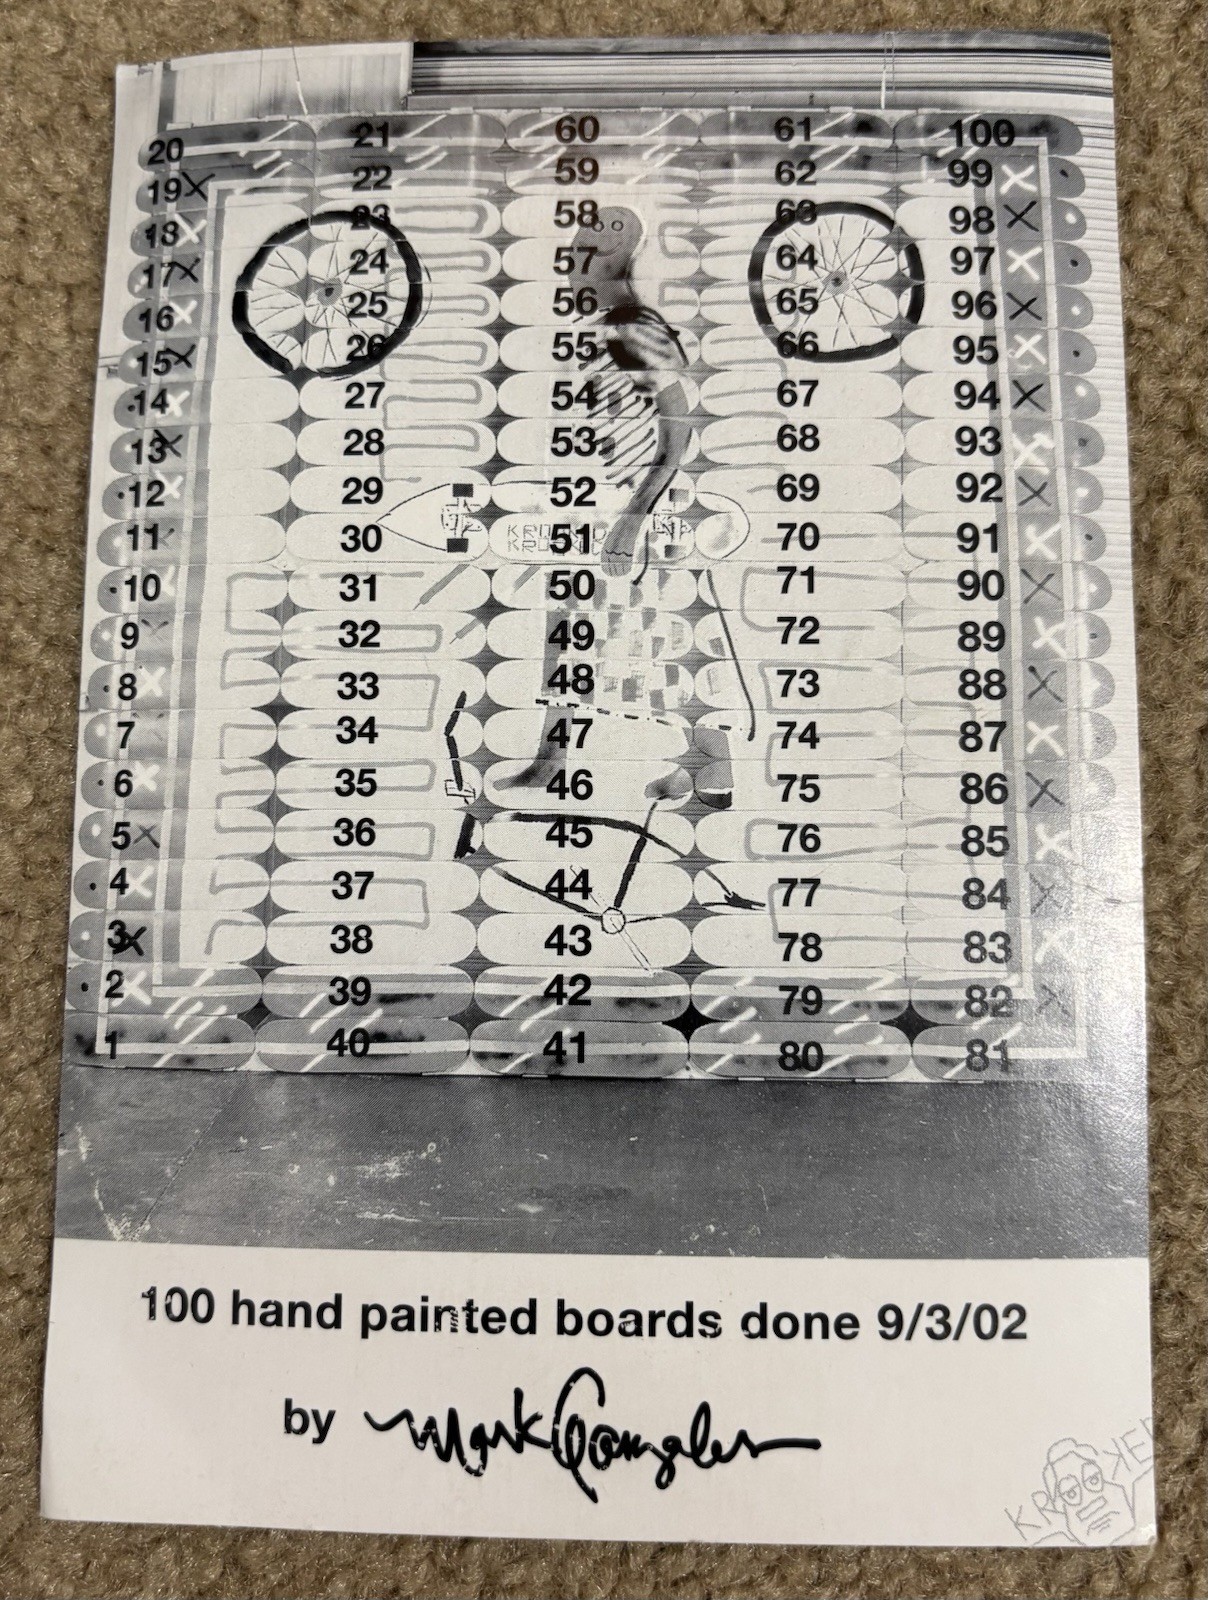 20 21 60 61 100
19 22 59 62 99
18 23 58 63 98
17 24 57 64 97
16 25 56 65 96
15 26 55 66 95
14 27 54 67 94
13 28 53 68 93
12 29 52 69 92
11 30 51 70 91
10 31 50 71 90
9 32 49 72 89
8 33 48 73 88
7 34 47 74 87
6 35 46 75 86
5 36 45 76 85
4 37 44 77 84
3 38 43 78 83
2 39 42 79 82
1 40 41 80 81
100 hand painted boards done 9/3/02
by Mark Gonzales